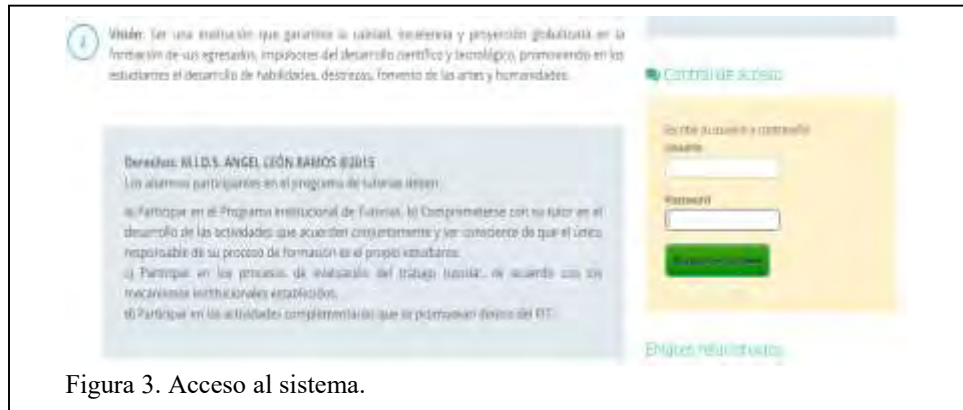 Visión: Ser una institución que garantice la calidad, excelencia y proyección globalizada en la
formación de sus egresados, impulsores del desarrollo científico y tecnológico, promoviendo en los
estudiantes el desarrollo de habilidades, destrezas, fomento de las artes y humanidades.
Control de acceso
Escribe su usuario y contraseña
Usuario
Password
Derechos: M.I.D.S. ANGEL LEÓN RAMOS ©2015
Los alumnos participantes en el programa de tutorías deben:
a) Participar en el Programa Institucional de Tutorías. b) Comprometerse con su tutor en el
desarrollo de las actividades que acuerden conjuntamente y ser consciente de que el único
responsable de su proceso de formación es el propio estudiante.
c) Participar en los procesos de evaluación del trabajo tutorial, de acuerdo con los
mecanismos institucionales establecidos.
d) Participar en las actividades complementarias que se promuevan dentro del PIT.
Enlaces relacionados
Figura 3. Acceso al sistema.